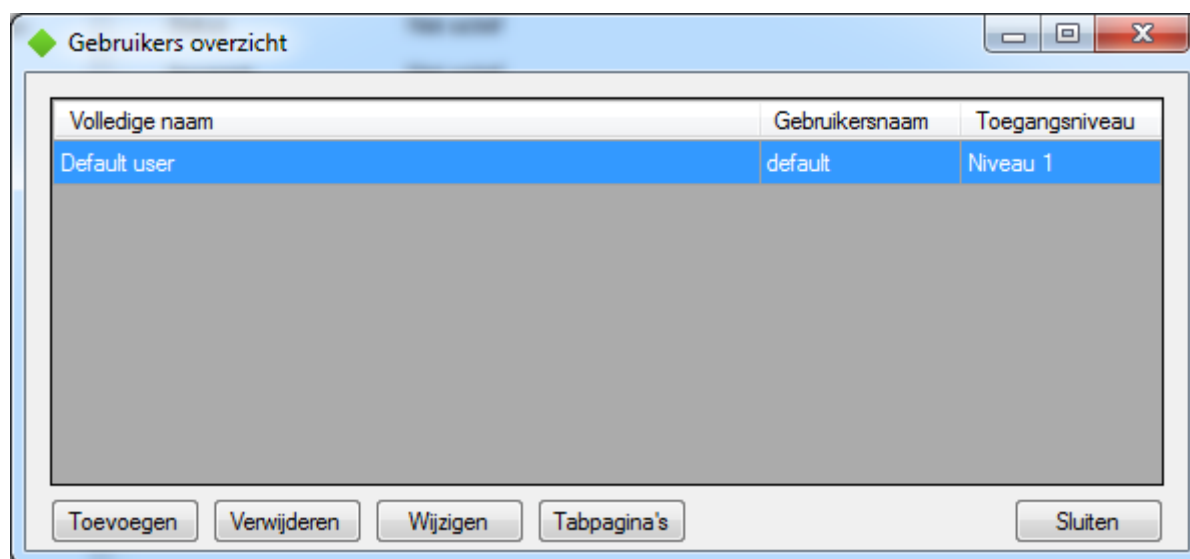 Gebruikers overzicht
Volledige naam Gebruikersnaam Toegangsniveau
Default user default Niveau 1
Toevoegen Verwijderen Wijzigen Tabpagina's Sluiten